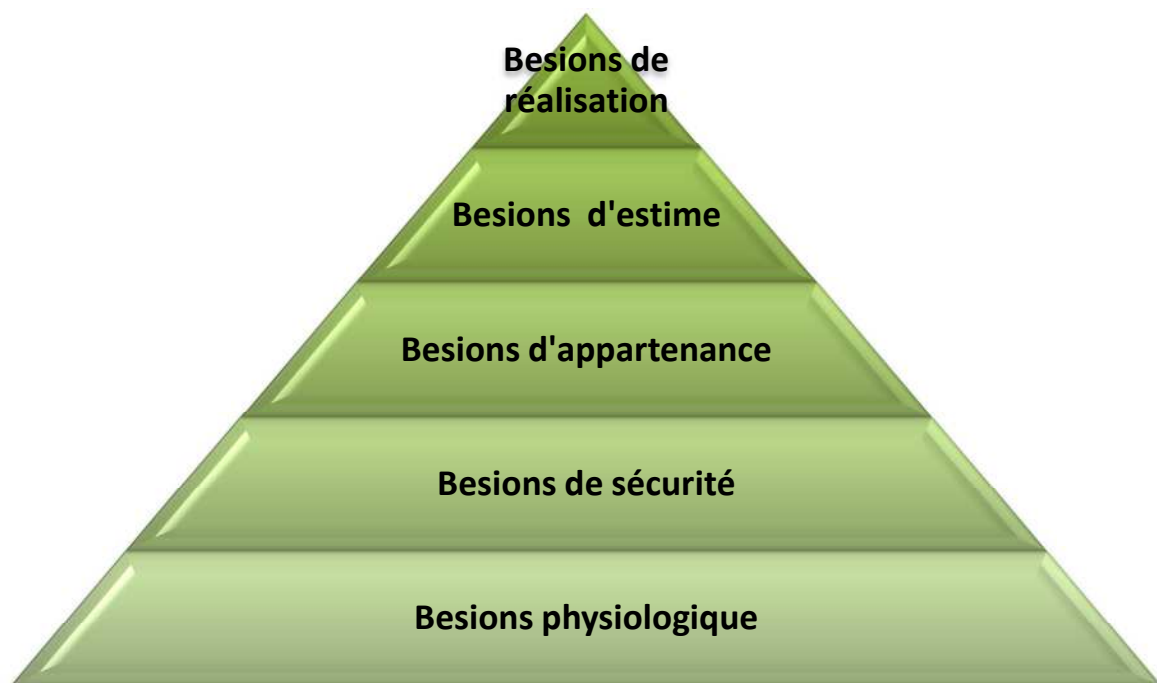 Besions de
réalisation
Besions  d'estime
Besions d'appartenance
Besions de sécurité
Besions physiologique